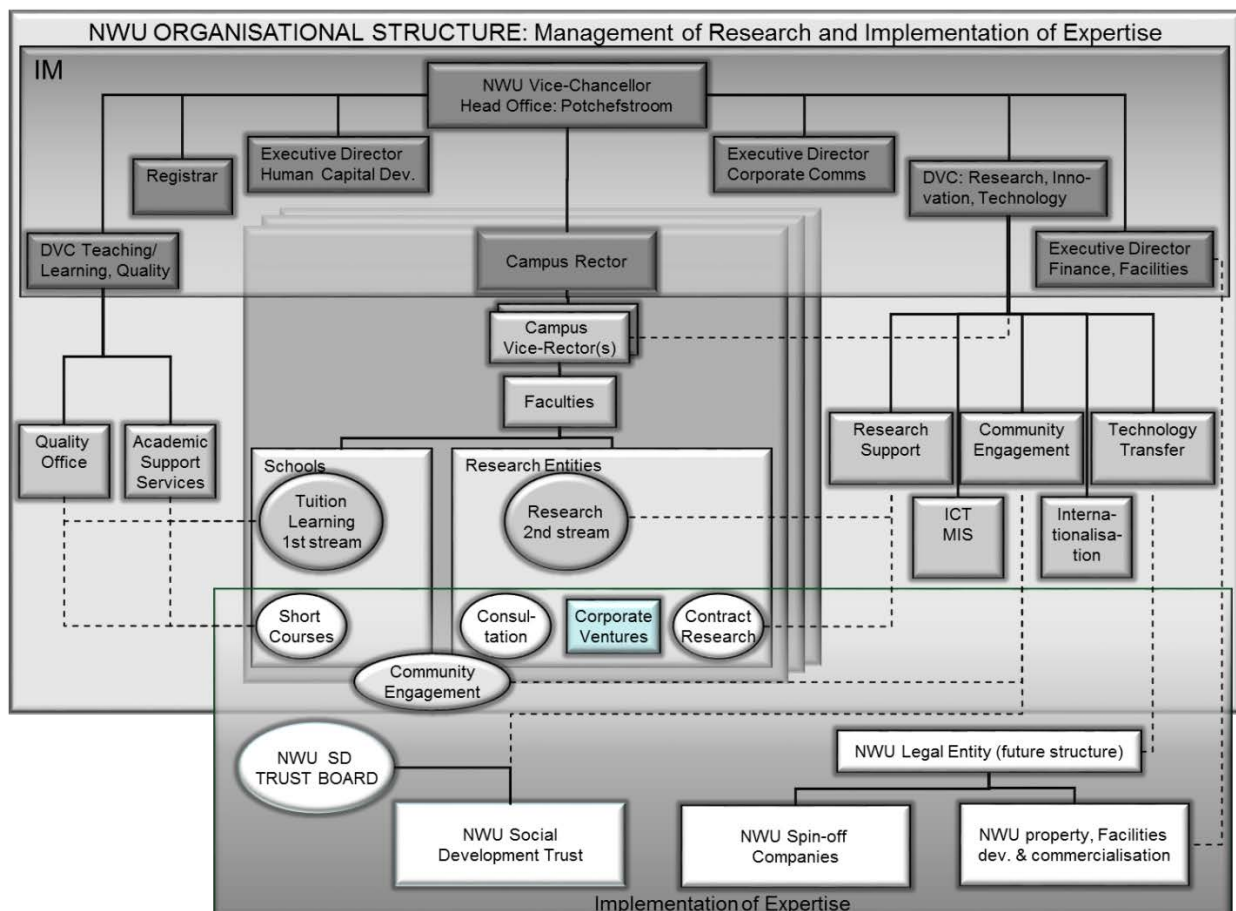 NWU ORGANISATIONAL STRUCTURE: Management of Research and Implementation of Expertise
IM
NWU Vice-Chancellor
Head Office: Potchefstroom
Registrar
Executive Director
Human Capital Dev.
Executive Director
Corporate Comms
DVC: Research, Inno-
vation, Technology
DVC Teaching/
Learning, Quality
Campus Rector
Executive Director
Finance, Facilities
Campus
Vice-Rector(s)
Faculties
Quality
Office
Academic
Support
Services
Schools
Tuition
Learning
1st stream
Research Entities
Research
2nd stream
Research
Support
Community
Engagement
Technology
Transfer
ICT
MIS
Interna-
tionalisa-
tion
Short
Courses
Consul-
tation
Corporate
Ventures
Contract
Research
Community
Engagement
NWU SD
TRUST BOARD
NWU Legal Entity (future structure)
NWU Social
Development Trust
NWU Spin-off
Companies
NWU property, Facilities
dev. & commercialisation
Implementation of Expertise